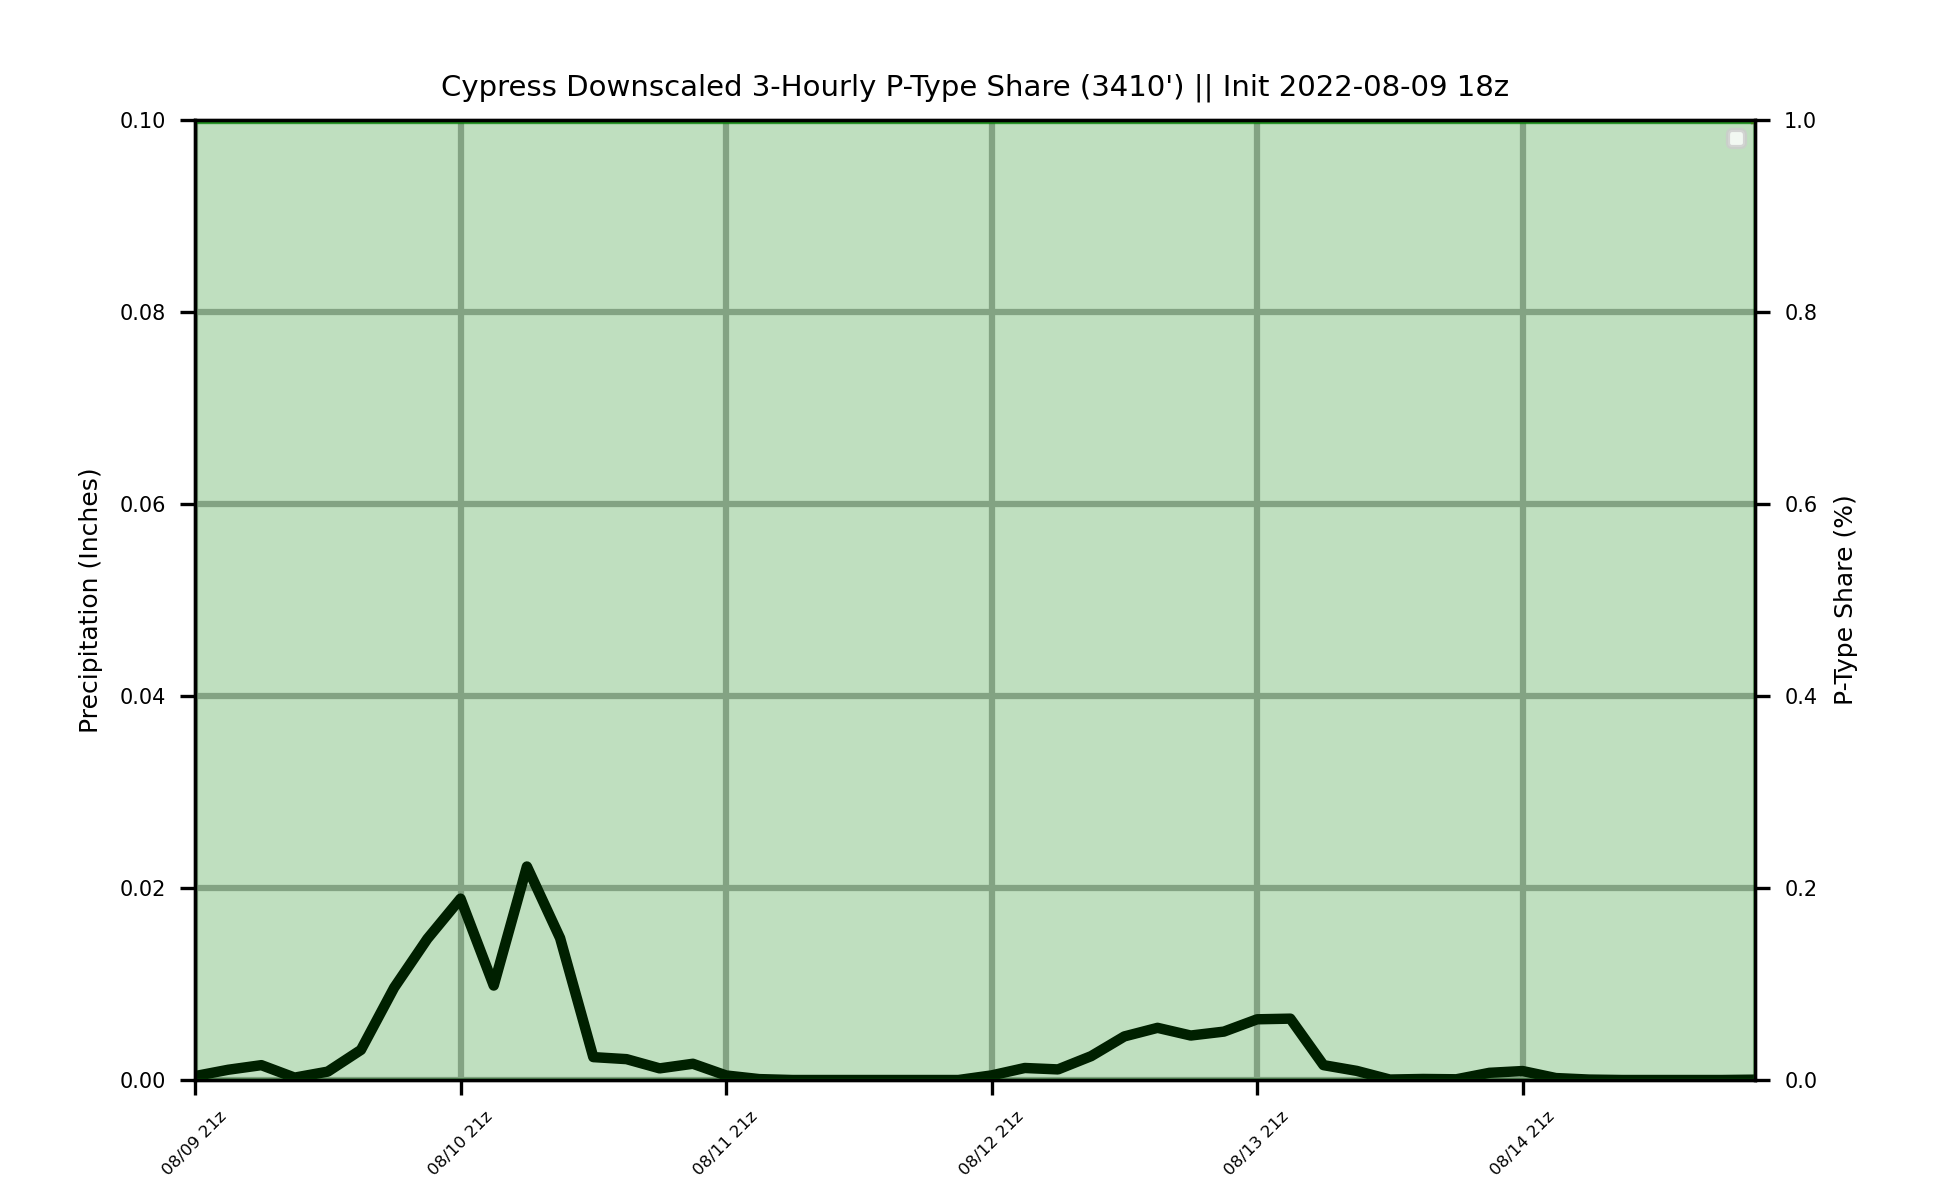 Cypress Downscaled 3-Hourly P-Type Share (3410') || Init 2022-08-09 18z
0.10
0.08
0.06
0.04
0.02
0.00
Precipitation (Inches)
1.0
0.8
0.6
0.4
0.2
0.0
P-Type Share (%)
08/09 21z
08/10 21z
08/11 21z
08/12 21z
08/13 21z
08/14 21z